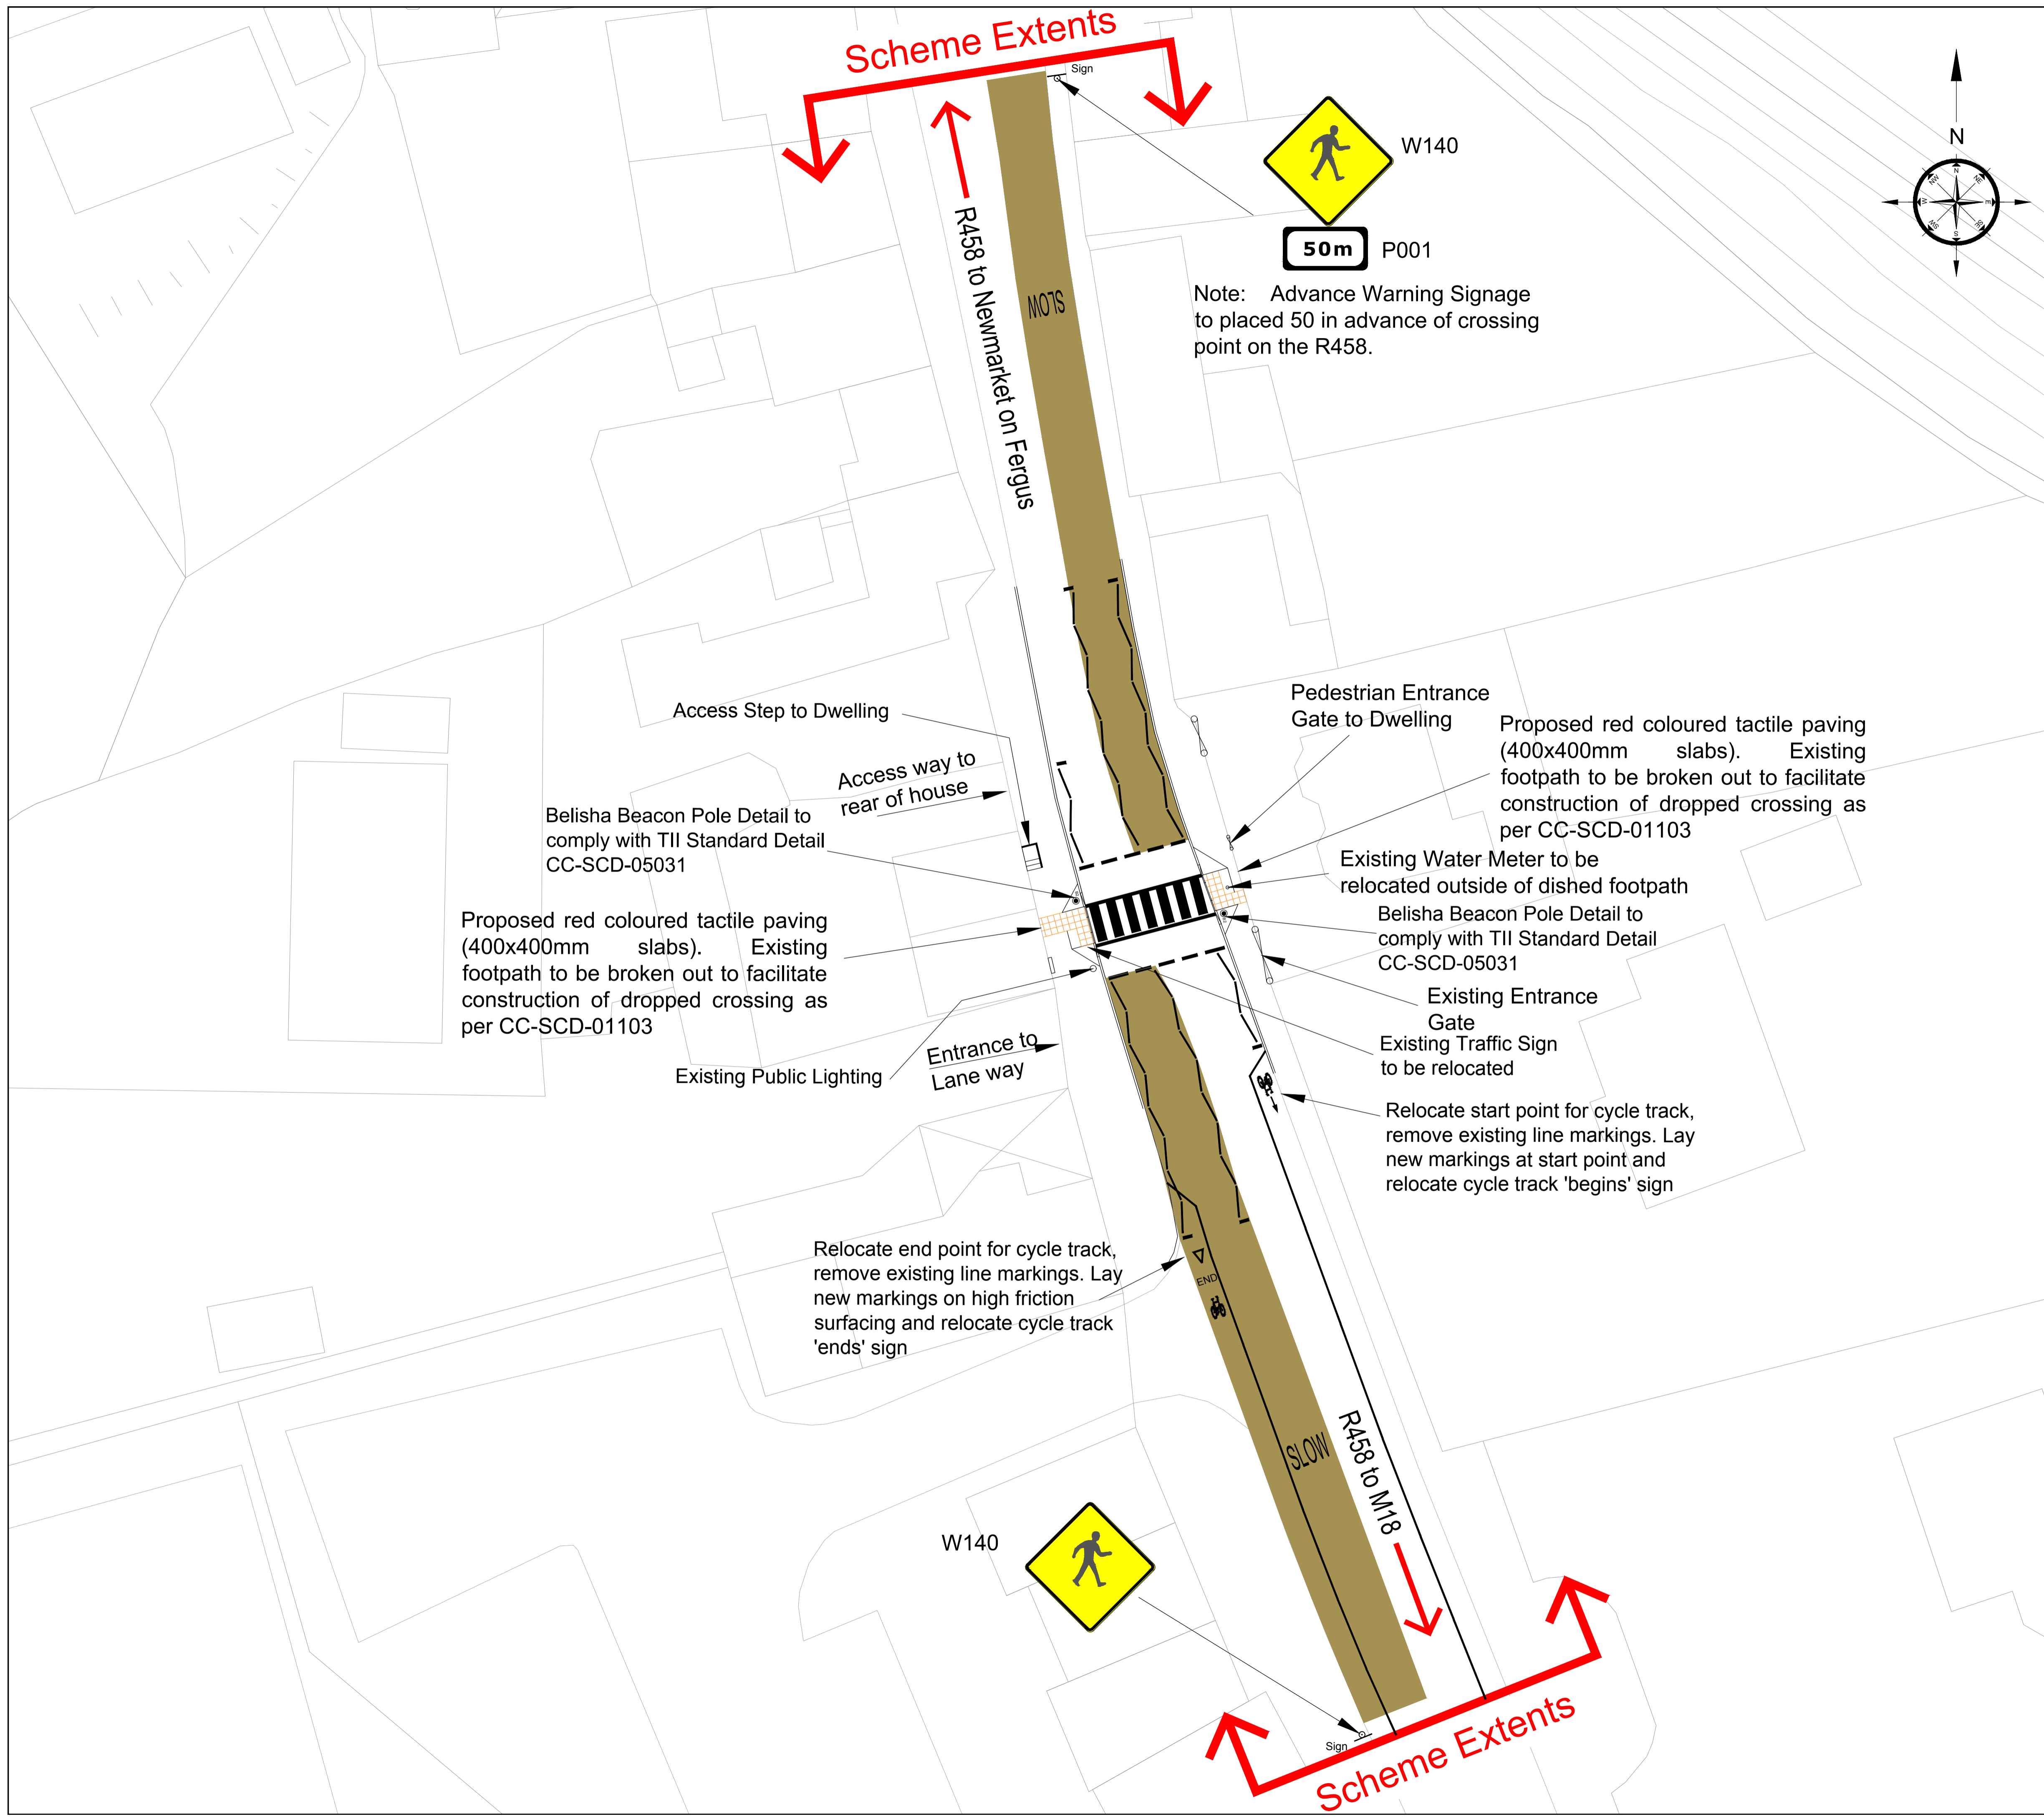 Scheme Extents
Sign
W140
50m
P001
Note: Advance Warning Signage
to placed 50 in advance of crossing
point on the R458.
N
N
NE
E
SE
S
SW
W
NW
R458 to Newmarket on Fergus
SLOW
Access Step to Dwelling
Access way to
rear of house
Belisha Beacon Pole Detail to
comply with TII Standard Detail
CC-SCD-05031
Proposed red coloured tactile paving
(400x400mm slabs). Existing
footpath to be broken out to facilitate
construction of dropped crossing as
per CC-SCD-01103
Existing Public Lighting
Entrance to
Lane way
Pedestrian Entrance
Gate to Dwelling
Proposed red coloured tactile paving
(400x400mm slabs). Existing
footpath to be broken out to facilitate
construction of dropped crossing as
per CC-SCD-01103
Existing Water Meter to be
relocated outside of dished footpath
Belisha Beacon Pole Detail to
comply with TII Standard Detail
CC-SCD-05031
Existing Entrance
Gate
Existing Traffic Sign
to be relocated
Relocate start point for cycle track,
remove existing line markings. Lay
new markings at start point and
relocate cycle track 'begins' sign
Relocate end point for cycle track,
remove existing line markings. Lay
new markings on high friction
surfacing and relocate cycle track
'ends' sign
END
SLOW
R458 to M18
W140
Sign
Scheme Extents